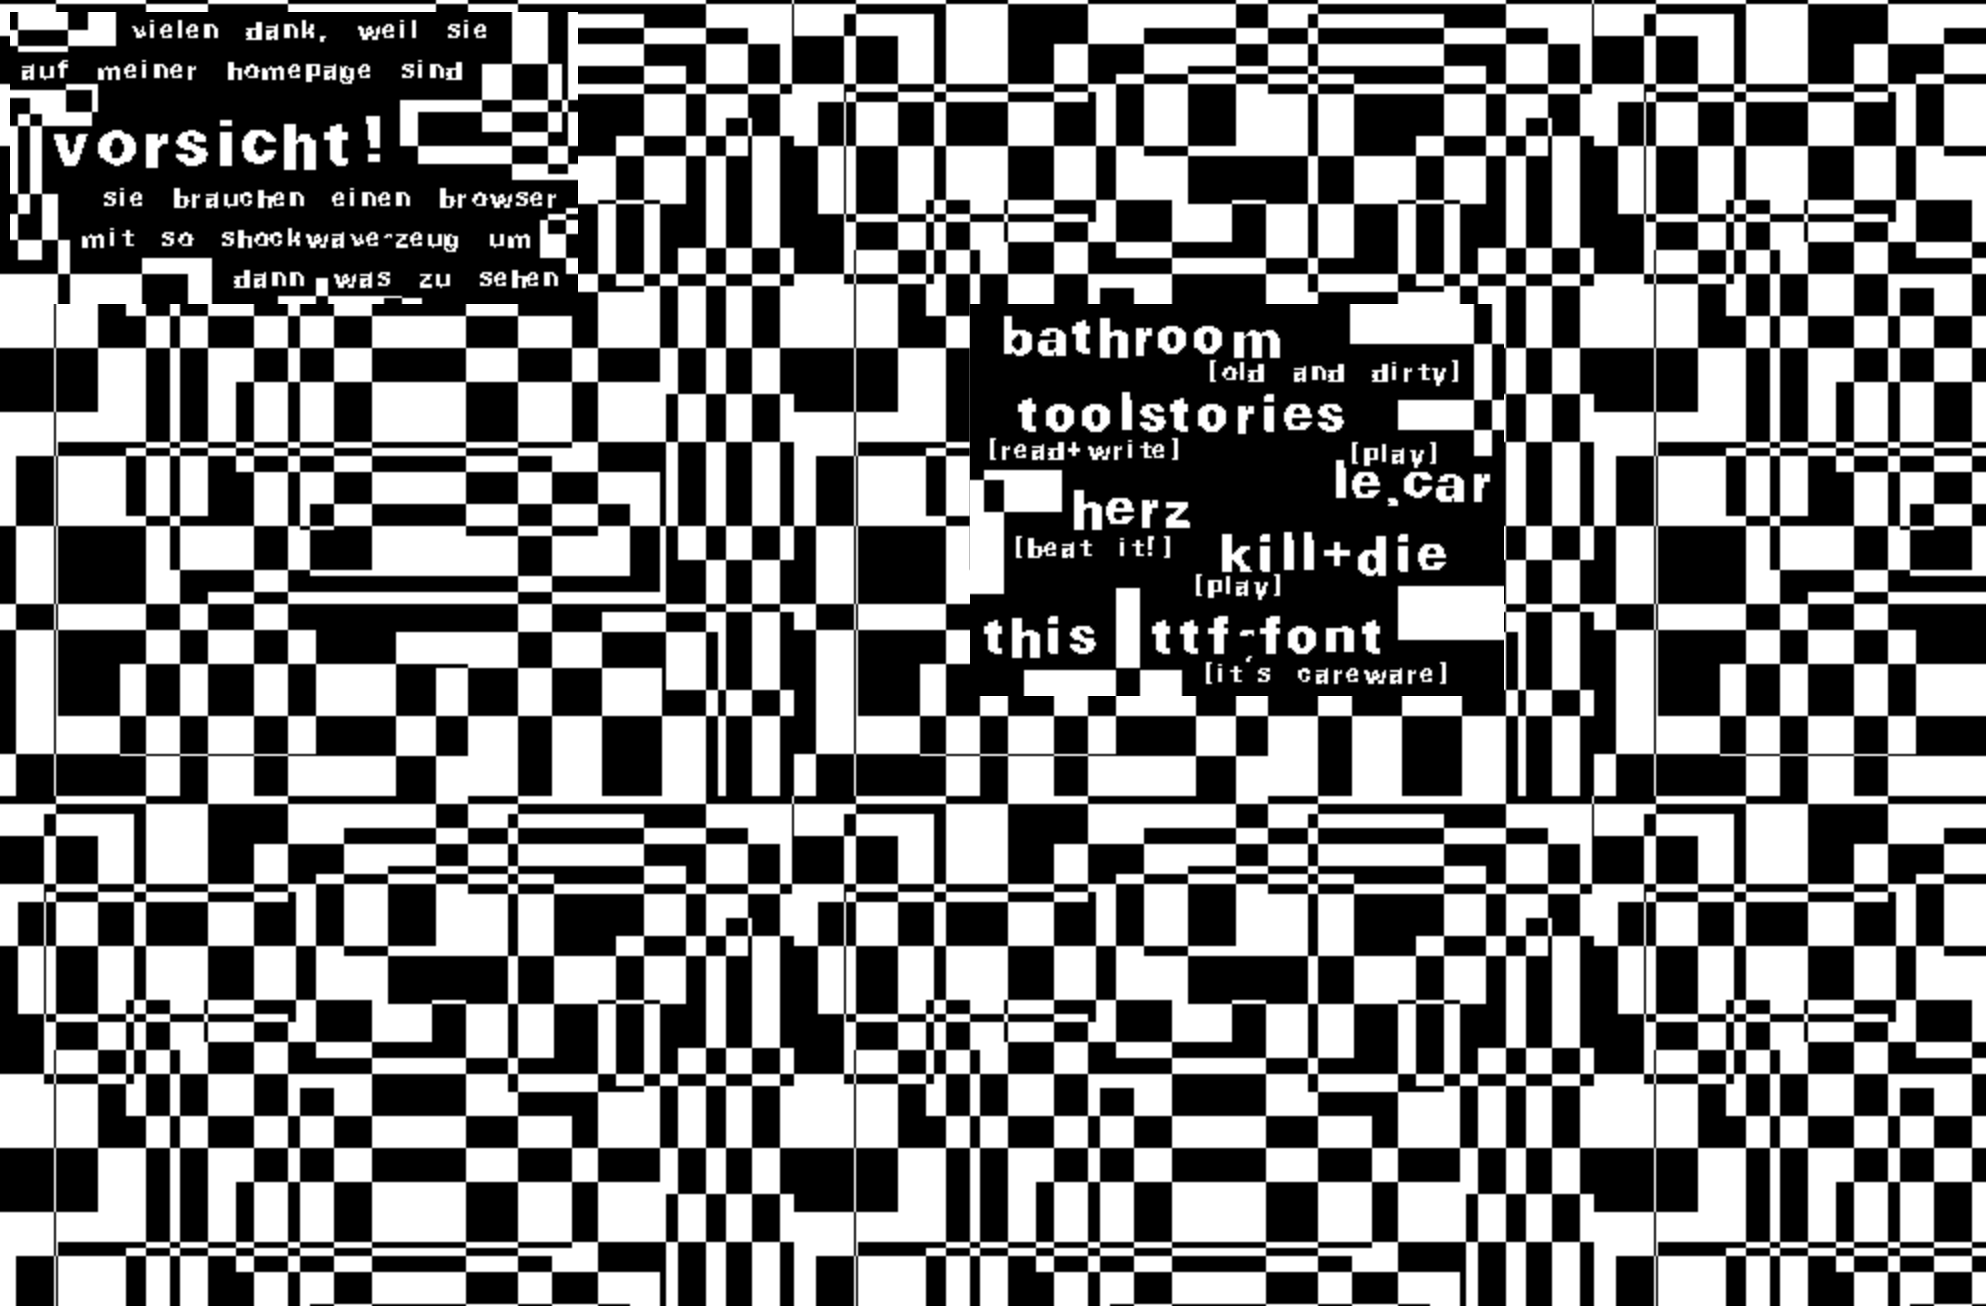 vielen dank, weil sie
auf meiner homepage sind
vorsicht!
sie brauchen einen browser
mit so shockwave-zeug um
dann was zu sehen
bathroom
[old and dirty]
toolstories
[read+write]
[play]
le.car
herz
[beat it!]
kill+die
[play]
this ttf-font
[it's careware]